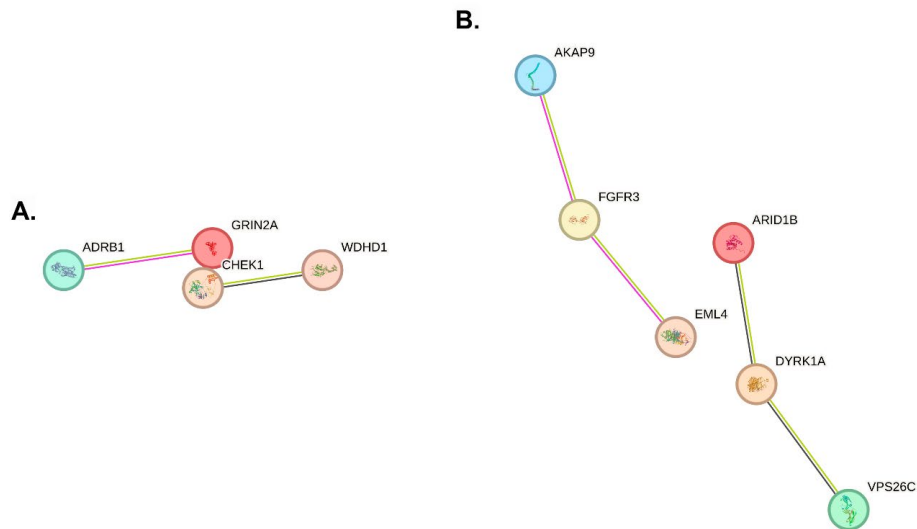 A.
ADRB1
GRIN2A
CHEK1
WDHD1
B.
AKAP9
FGFR3
EML4
ARID1B
DYRK1A
VPS26C